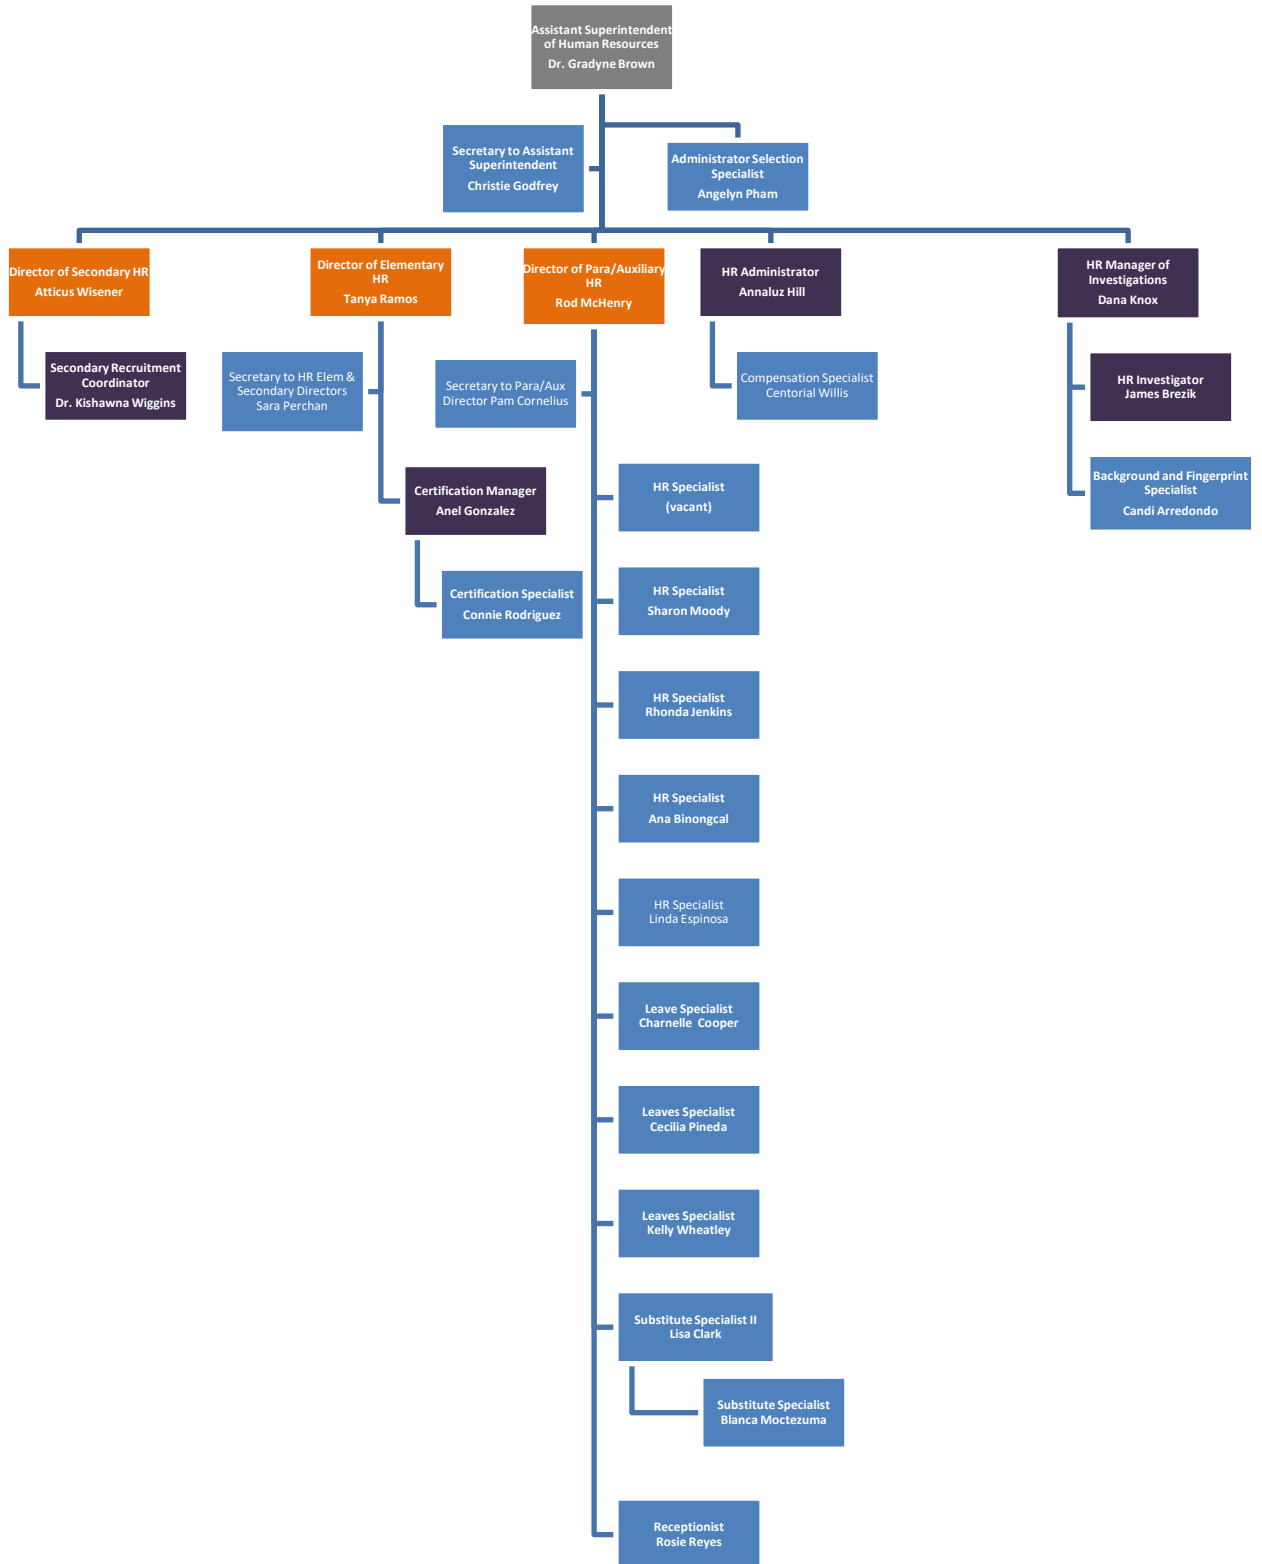 Assistant Superintendent
of Human Resources
Dr. Gradyne Brown
Secretary to Assistant
Superintendent
Christie Godfrey
Administrator Selection
Specialist
Angelyn Pham
Director of Secondary HR
Atticus Wisener
Director of Elementary
HR
Tanya Ramos
Director of Para/Auxiliary
HR
Rod McHenry
HR Administrator
Annaluz Hill
HR Manager of
Investigations
Dana Knox
Secondary Recruitment
Coordinator
Dr. Kishawna Wiggins
Secretary to HR Elem &
Secondary Directors
Sara Perchan
Secretary to Para/Aux
Director Pam Cornelius
Compensation Specialist
Centorial Willis
HR Investigator
James Brezik
Certification Manager
Anel Gonzalez
HR Specialist
(vacant)
Background and Fingerprint
Specialist
Candi Arredondo
Certification Specialist
Connie Rodriguez
HR Specialist
Sharon Moody
HR Specialist
Rhonda Jenkins
HR Specialist
Ana Binongcal
HR Specialist
Linda Espinosa
Leave Specialist
Charnelle  Cooper
Leaves Specialist
Cecilia Pineda
Leaves Specialist
Kelly Wheatley
Substitute Specialist II
Lisa Clark
Substitute Specialist
Blanca Moctezuma
Receptionist
Rosie Reyes